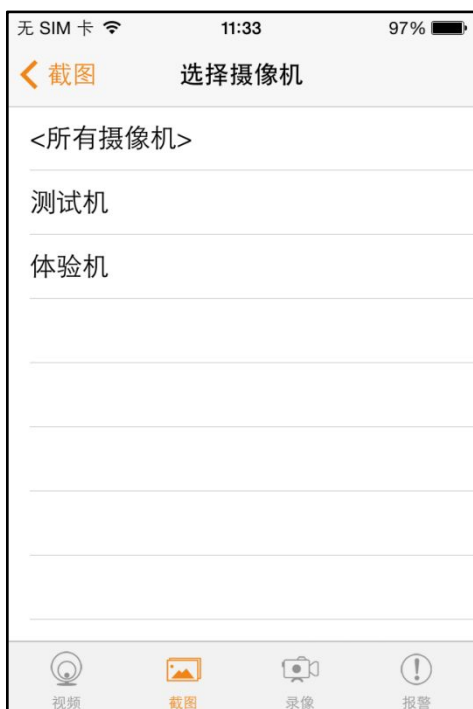 无 SIM 卡 11:33 97%
截图 选择摄像机
<所有摄像机>
测试机
体验机
视频 截图 录像 报警